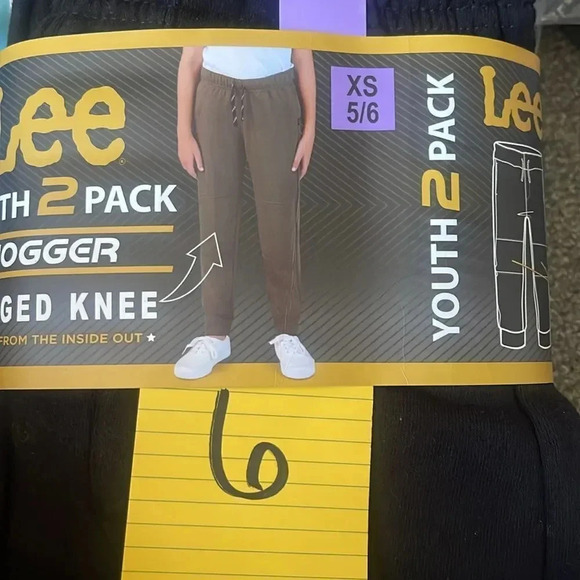 Lee
TH 2 PACK
OGGER
GED KNEE
FROM THE INSIDE OUT ★
XS
5/6
YOUTH 2 PACK
Lee
6